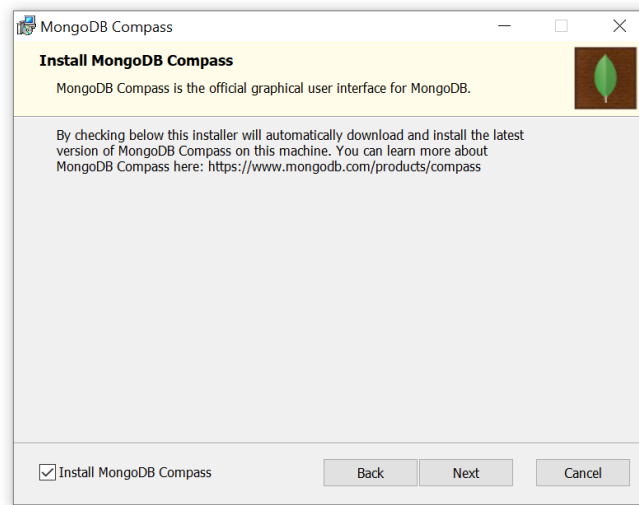 MongoDB Compass
Install MongoDB Compass
MongoDB Compass is the official graphical user interface for MongoDB.
By checking below this installer will automatically download and install the latest
version of MongoDB Compass on this machine. You can learn more about
MongoDB Compass here: https://www.mongodb.com/products/compass
Install MongoDB Compass
Back
Next
Cancel